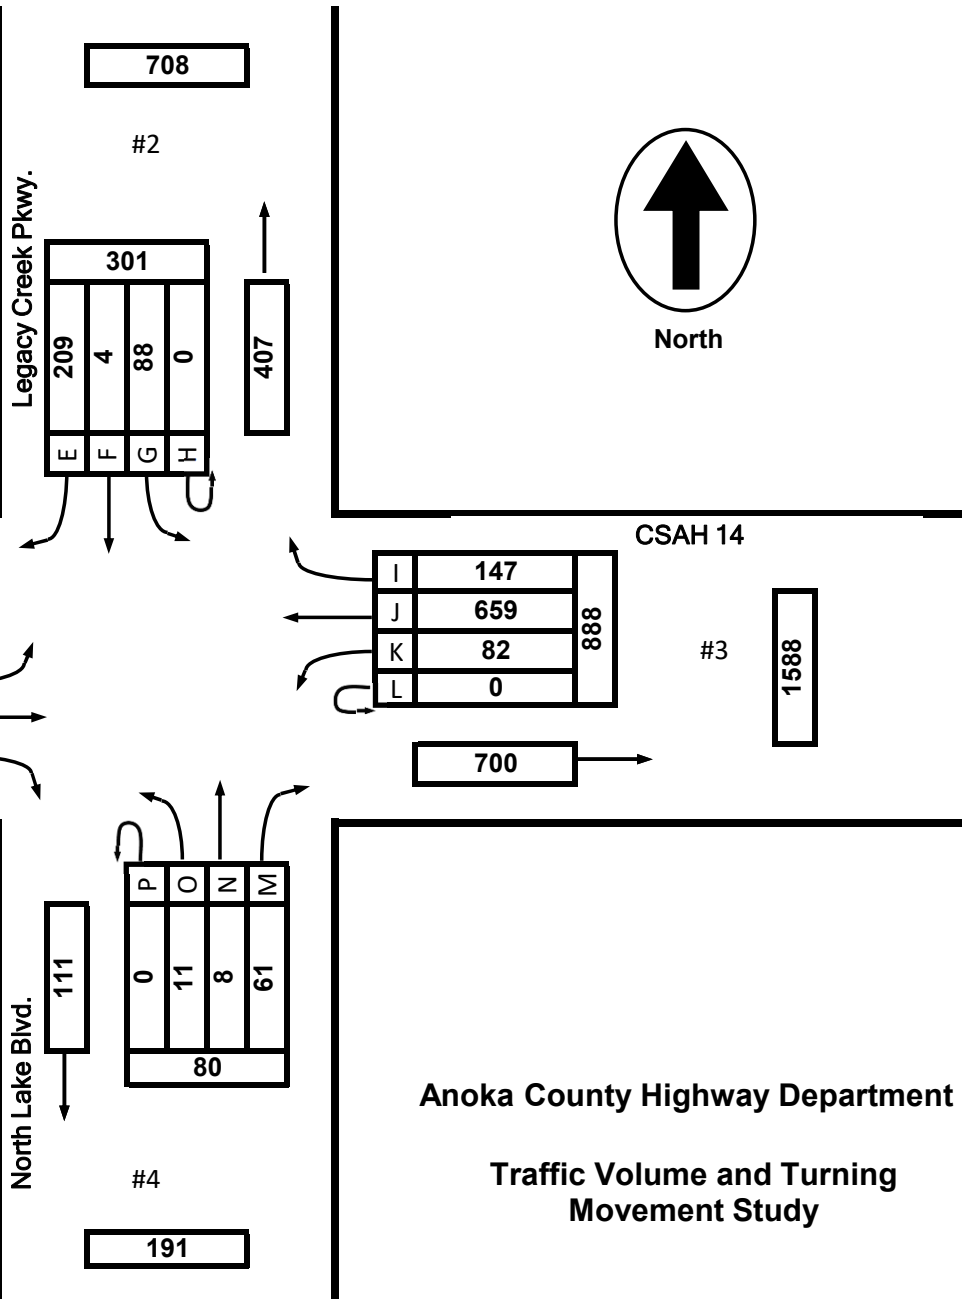 708
#2
Legacy Creek Pkwy.
301
209 4 88 0
E F G H
407
North
CSAH 14
I 147
J 659
K 82
L 0
888
#3
1588
700
P O N M
0 11 8 61
80
111
North Lake Blvd.
#4
191
Anoka County Highway Department
Traffic Volume and Turning
Movement Study